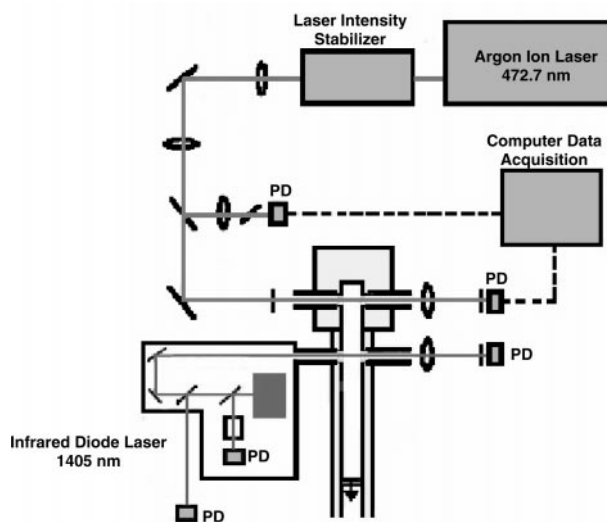 Laser Intensity
Stabilizer
Argon Ion Laser
472.7 nm
Computer Data
Acquisition
PD
PD
PD
Infrared Diode Laser
1405 nm
PD
PD